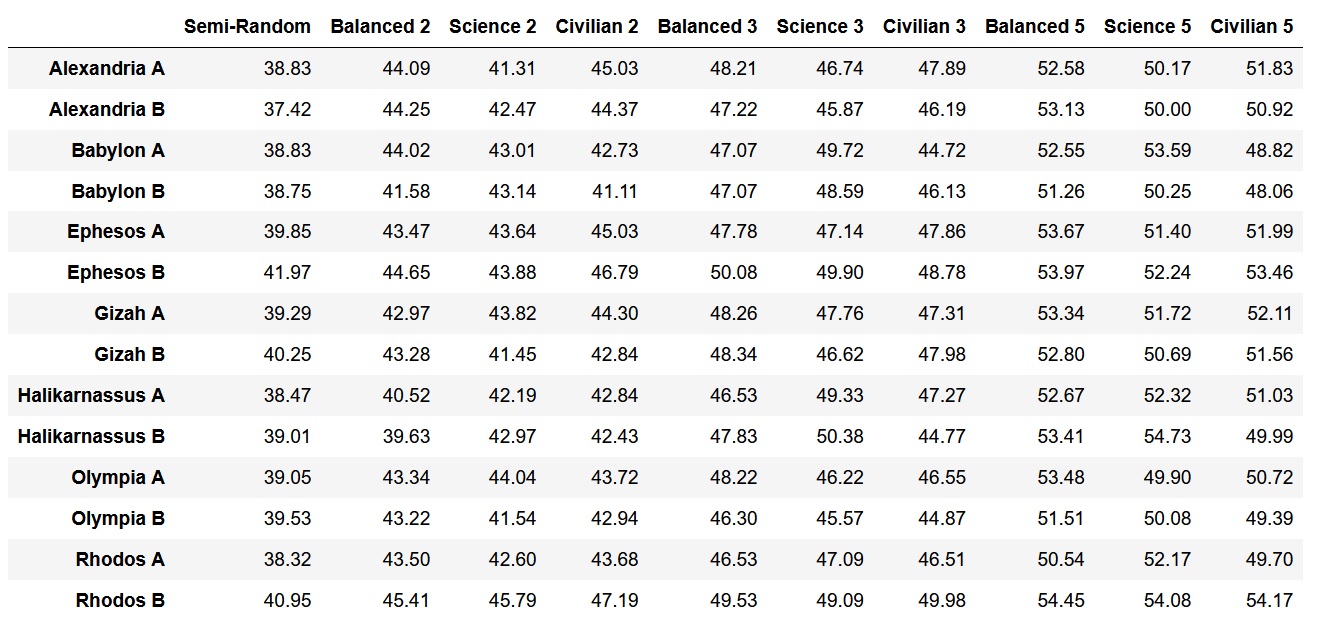 Semi-Random Balanced 2 Science 2 Civilian 2 Balanced 3 Science 3 Civilian 3 Balanced 5 Science 5 Civilian 5
Alexandria A 38.83 44.09 41.31 45.03 48.21 46.74 47.89 52.58 50.17 51.83
Alexandria B 37.42 44.25 42.47 44.37 47.22 45.87 46.19 53.13 50.00 50.92
Babylon A 38.83 44.02 43.01 42.73 47.07 49.72 44.72 52.55 53.59 48.82
Babylon B 38.75 41.58 43.14 41.11 47.07 48.59 46.13 51.26 50.25 48.06
Ephesos A 39.85 43.47 43.64 45.03 47.78 47.14 47.86 53.67 51.40 51.99
Ephesos B 41.97 44.65 43.88 46.79 50.08 49.90 48.78 53.97 52.24 53.46
Gizah A 39.29 42.97 43.82 44.30 48.26 47.76 47.31 53.34 51.72 52.11
Gizah B 40.25 43.28 41.45 42.84 48.34 46.62 47.98 52.80 50.69 51.56
Halikarnassus A 38.47 40.52 42.19 42.84 46.53 49.33 47.27 52.67 52.32 51.03
Halikarnassus B 39.01 39.63 42.97 42.43 47.83 50.38 44.77 53.41 54.73 49.99
Olympia A 39.05 43.34 44.04 43.72 48.22 46.22 46.55 53.48 49.90 50.72
Olympia B 39.53 43.22 41.54 42.94 46.30 45.57 44.87 51.51 50.08 49.39
Rhodos A 38.32 43.50 42.60 43.68 46.53 47.09 46.51 50.54 52.17 49.70
Rhodos B 40.95 45.41 45.79 47.19 49.53 49.09 49.98 54.45 54.08 54.17